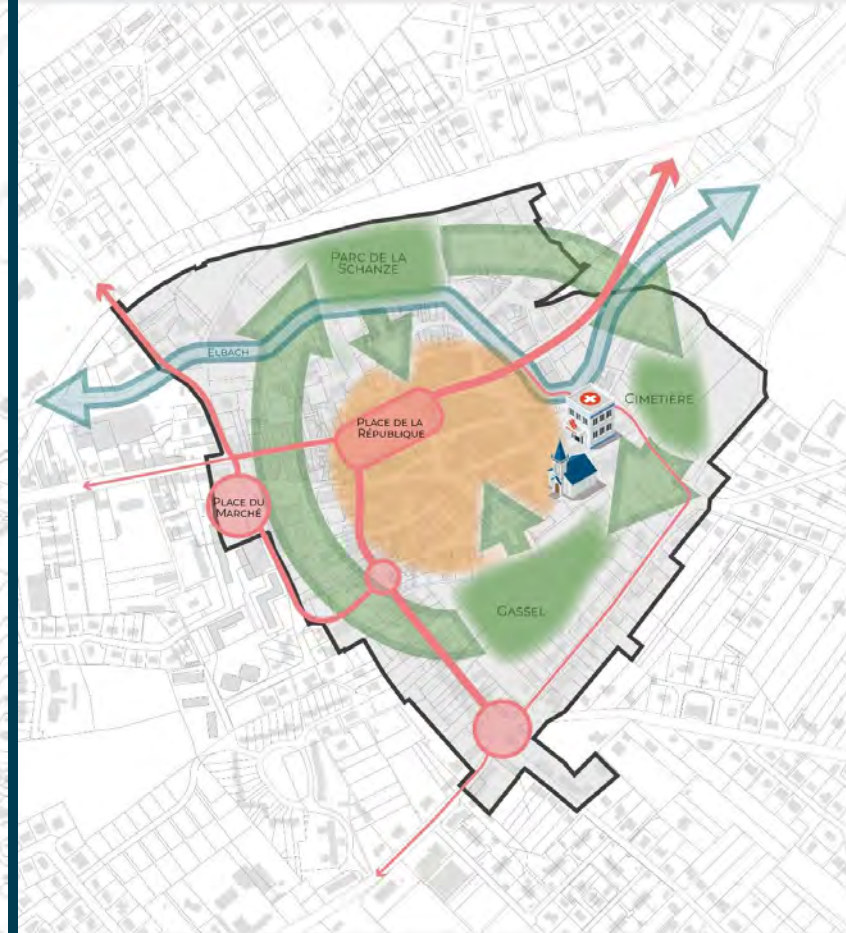 PARC DE LA
SCHANZE
ELBACH
CIMETIÈRE
PLACE DE LA
RÉPUBLIQUE
PLACE DU
MARCHÉ
GASSEL